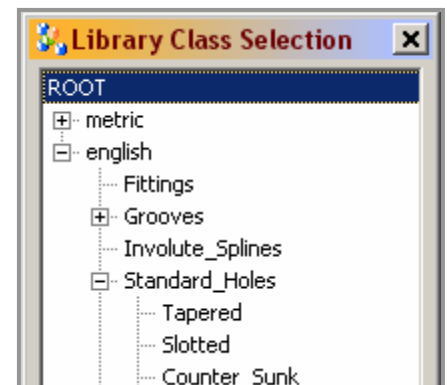 Library Class Selection
ROOT
metric
english
Fittings
Grooves
Involute_Splines
Standard_Holes
Tapered
Slotted
Counter_Sunk